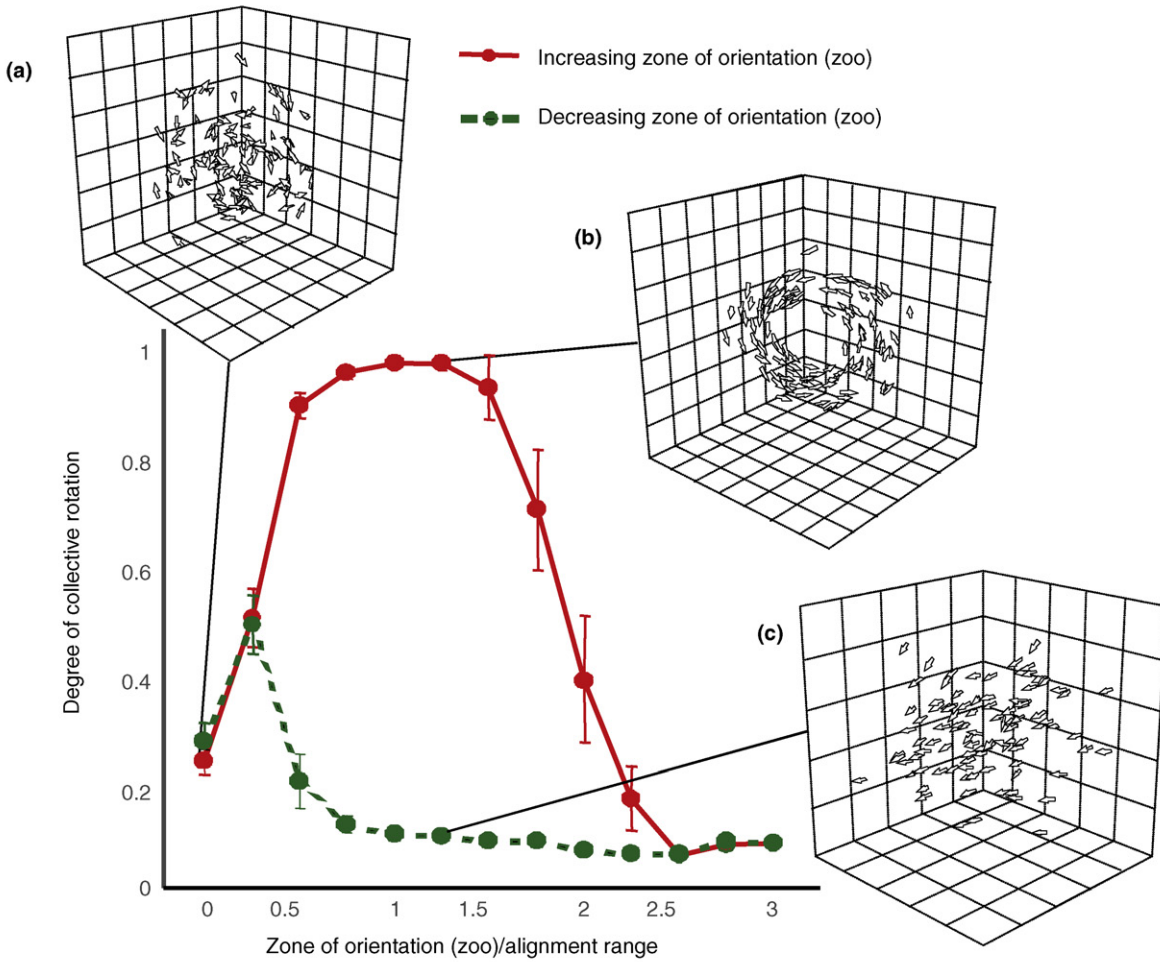 (a)
Increasing zone of orientation (zoo)
Decreasing zone of orientation (zoo)
(b)
(c)
Degree of collective rotation
1
0.8
0.6
0.4
0.2
0
0 0.5 1 1.5 2 2.5 3
Zone of orientation (zoo)/alignment range